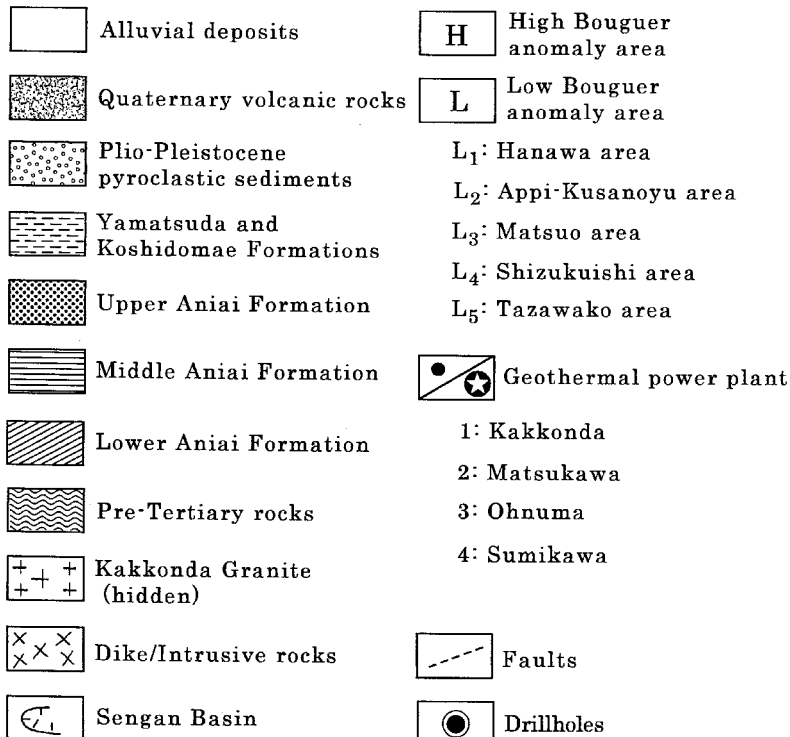 Alluvial deposits
Quaternary volcanic rocks
Plio-Pleistocene
pyroclastic sediments
Yamatsuda and
Koshidomae Formations
Upper Aniai Formation
Middle Aniai Formation
Lower Aniai Formation
Pre-Tertiary rocks
Kakkonda Granite
(hidden)
Dike/Intrusive rocks
Sengan Basin
H
High Bouguer
anomaly area
L
Low Bouguer
anomaly area
L₁: Hanawa area
L₂: Appi-Kusanoyu area
L₃: Matsuo area
L₄: Shizukuishi area
L₅: Tazawako area
Geothermal power plant
1: Kakkonda
2: Matsukawa
3: Ohnuma
4: Sumikawa
Faults
Drillholes